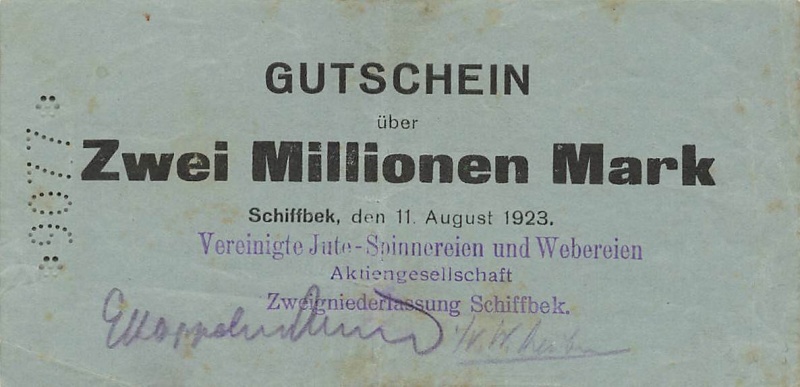 GUTSCHEIN
über
Zwei Millionen Mark
Schiffbek, den 11. August 1923.
Vereinigte Jute-Spinnereien und Webereien
Aktiengesellschaft
Zweigniederlassung Schiffbek.